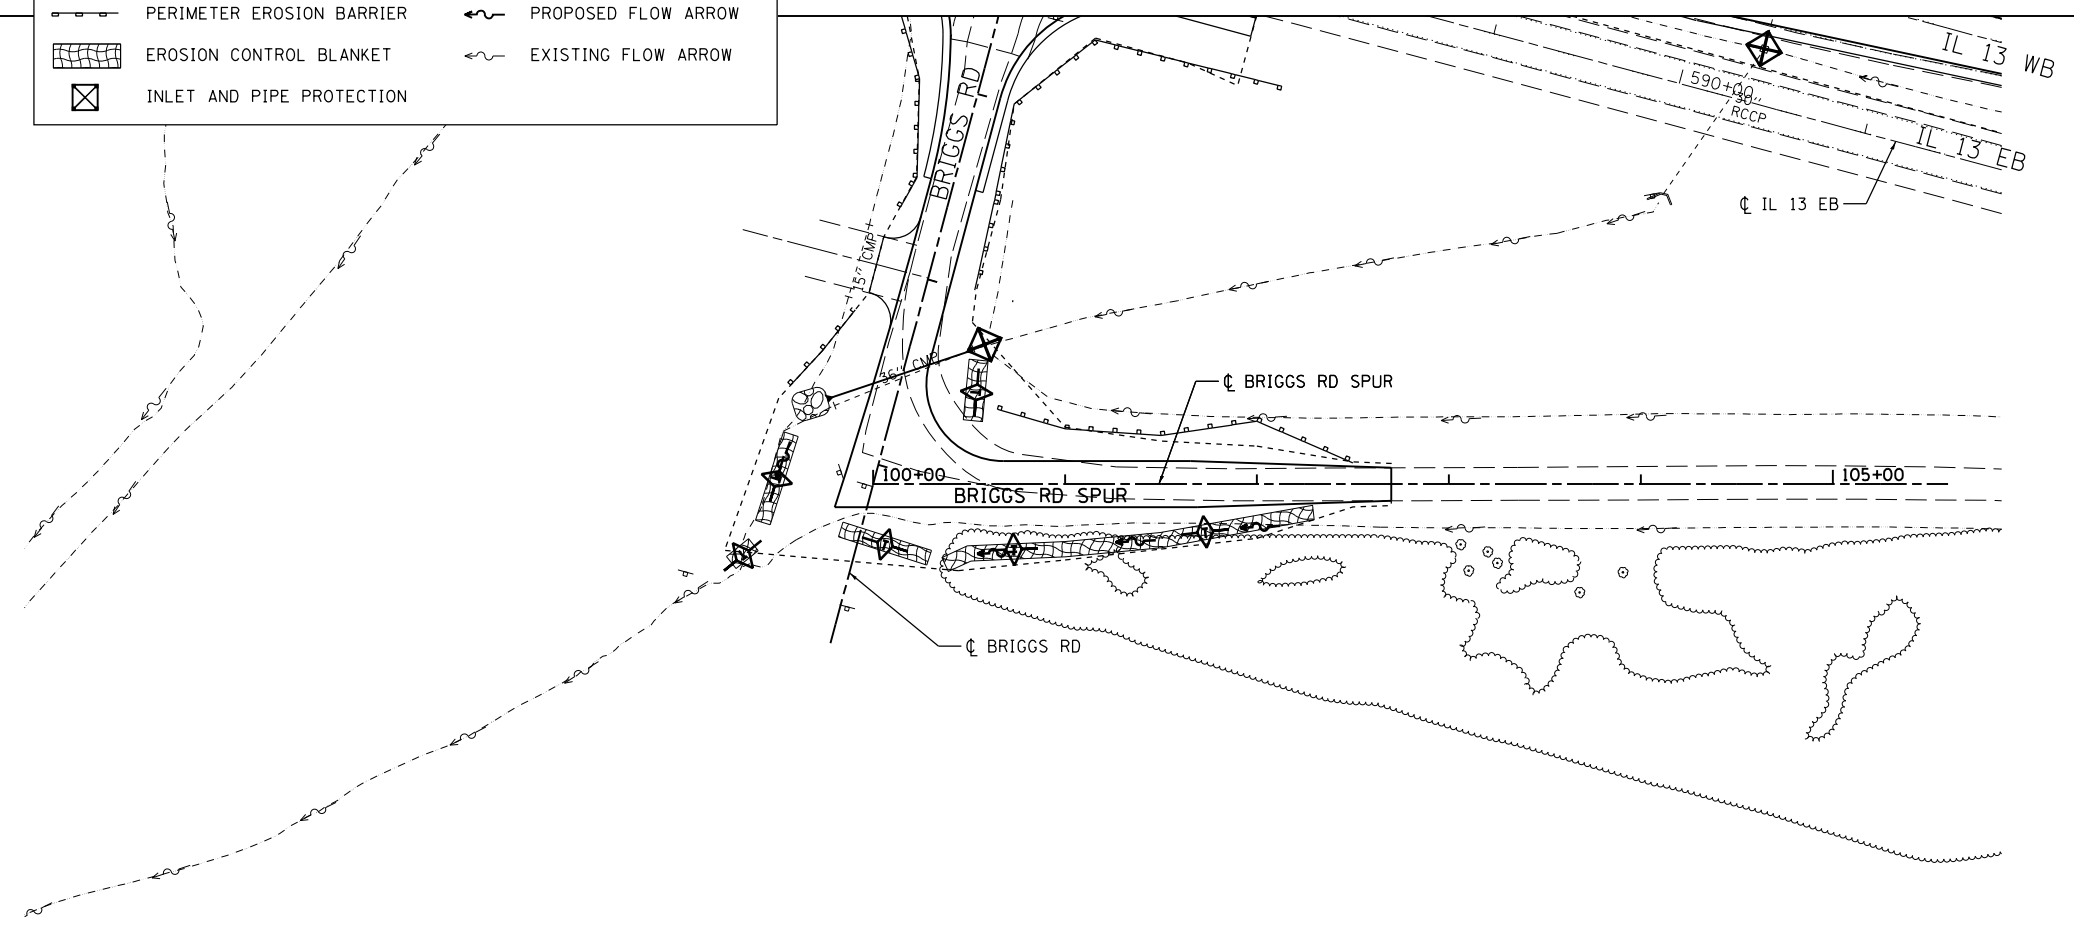 PERIMETER EROSION BARRIER
PROPOSED FLOW ARROW
EROSION CONTROL BLANKET
EXISTING FLOW ARROW
INLET AND PIPE PROTECTION
BRIGGS RD
IL 13 WB
590+00
30"
RCCP
IL 13 EB
℄ IL 13 EB
15" CMP
36" CMP
℄ BRIGGS RD SPUR
100+00
105+00
BRIGGS RD SPUR
℄ BRIGGS RD